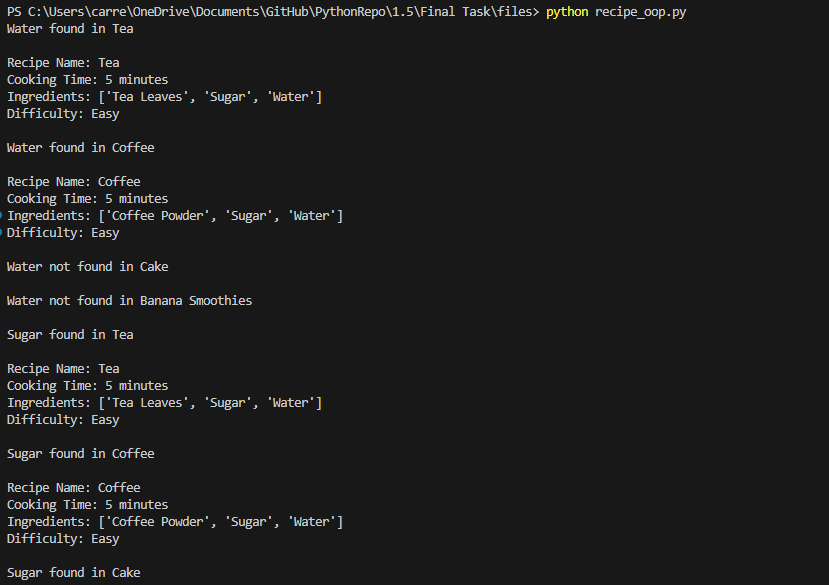 PS C:\Users\carre\OneDrive\Documents\GitHub\PythonRepo\1.5\Final Task\files> python recipe_oop.py
Water found in Tea
Recipe Name: Tea
Cooking Time: 5 minutes
Ingredients: ['Tea Leaves', 'Sugar', 'Water']
Difficulty: Easy
Water found in Coffee
Recipe Name: Coffee
Cooking Time: 5 minutes
Ingredients: ['Coffee Powder', 'Sugar', 'Water']
Difficulty: Easy
Water not found in Cake
Water not found in Banana Smoothies
Sugar found in Tea
Recipe Name: Tea
Cooking Time: 5 minutes
Ingredients: ['Tea Leaves', 'Sugar', 'Water']
Difficulty: Easy
Sugar found in Coffee
Recipe Name: Coffee
Cooking Time: 5 minutes
Ingredients: ['Coffee Powder', 'Sugar', 'Water']
Difficulty: Easy
Sugar found in Cake